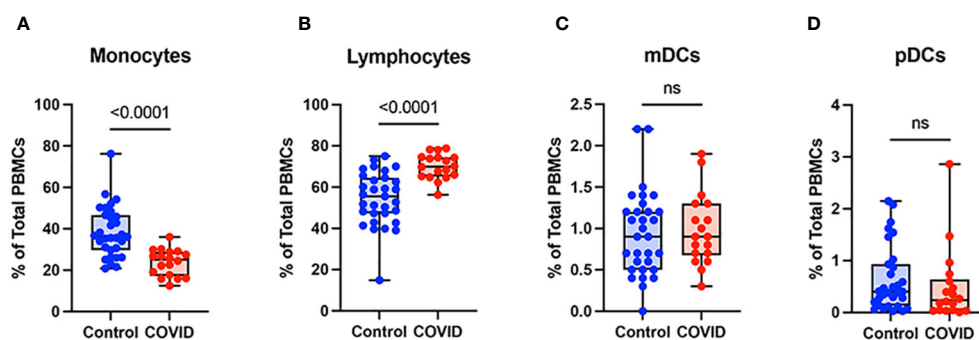 A
Monocytes
% of Total PBMCs
100
80
60
40
20
0
<0.0001
Control COVID
B
Lymphocytes
% of Total PBMCs
100
80
60
40
20
0
<0.0001
Control COVID
C
mDCs
% of Total PBMCs
2.5
2.0
1.5
1.0
0.5
0.0
ns
Control COVID
D
pDCs
% of Total PBMCs
4
3
2
1
0
ns
Control COVID